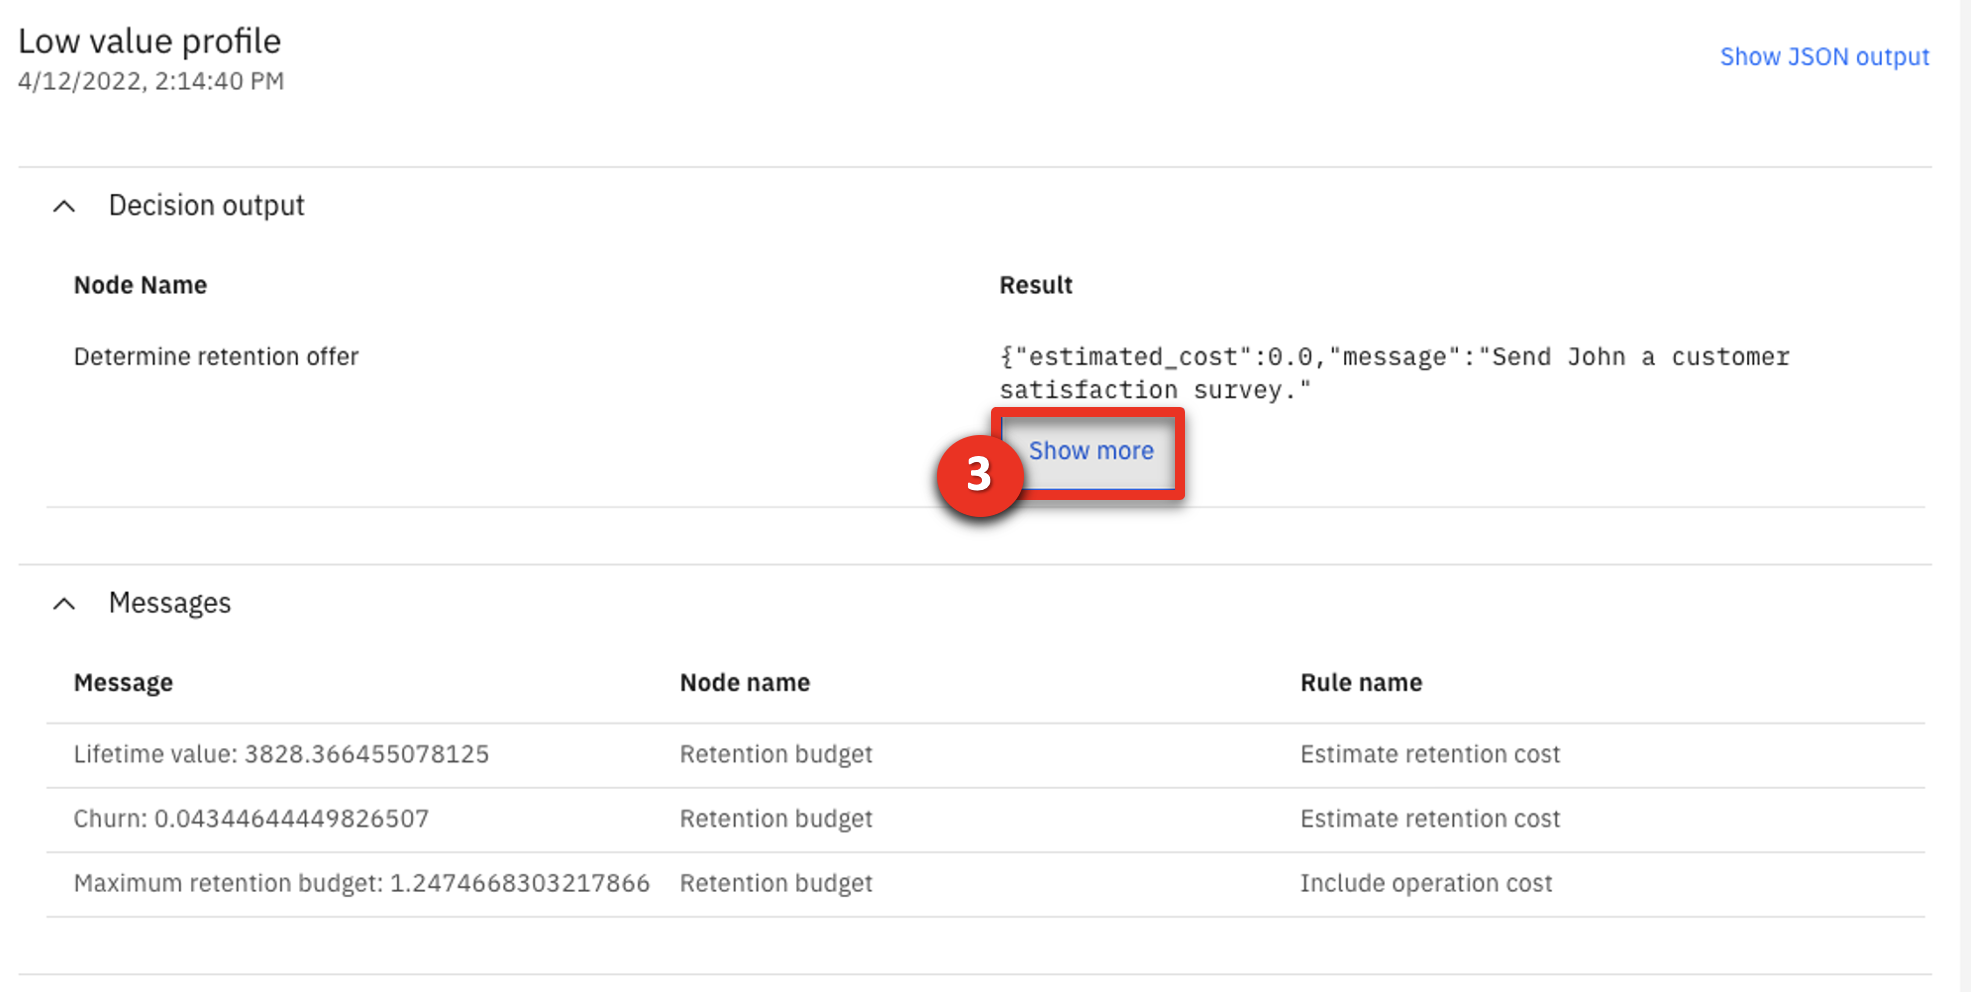 Low value profile
4/12/2022, 2:14:40 PM
Show JSON output
Decision output
Node Name
Result
Determine retention offer
{"estimated_cost":0.0,"message":"Send John a customer
satisfaction survey."
Show more
3
Messages
Message
Node name
Rule name
Lifetime value: 3828.366455078125
Retention budget
Estimate retention cost
Churn: 0.04344644449826507
Retention budget
Estimate retention cost
Maximum retention budget: 1.2474668303217866
Retention budget
Include operation cost